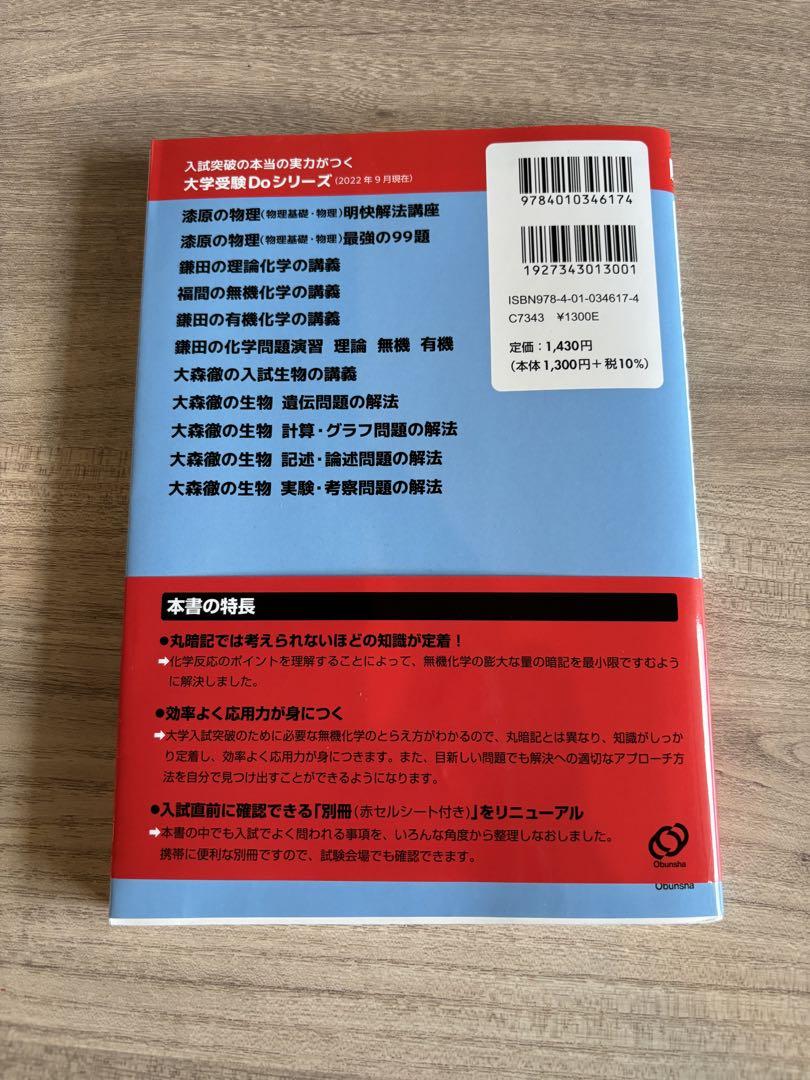 入試突破の本当の実力がつく
大学受験Doシリーズ(2022年9月現在)
漆原の物理(物理基礎・物理)明快解法講座
漆原の物理(物理基礎・物理)最強の99題
鎌田の理論化学の講義
福間の無機化学の講義
鎌田の有機化学の講義
鎌田の化学問題演習 理論 無機 有機
大森徹の入試生物の講義
大森徹の生物 遺伝問題の解法
大森徹の生物 計算・グラフ問題の解法
大森徹の生物 記述・論述問題の解法
大森徹の生物 実験・考察問題の解法
9784010346174
1927343013001
ISBN978-4-01-034617-4
C7343 ¥1300E
定価:1,430円
(本体1,300円+税10%)
本書の特長
●丸暗記では考えられないほどの知識が定着!
➡化学反応のポイントを理解することによって、無機化学の膨大な量の暗記を最小限ですむよう
に解決しました。
●効率よく応用力が身につく
➡大学入試突破のために必要な無機化学のとらえ方がわかるので、丸暗記とは異なり、知識がしっか
り定着し、効率よく応用力が身につきます。また、目新しい問題でも解決への適切なアプローチ方
法を自分で見つけ出すことができるようになります。
●入試直前に確認できる「別冊(赤セルシート付き)」をリニューアル
➡本書の中でも入試でよく問われる事項を、いろんな角度から整理しなおしました。
携帯に便利な別冊ですので、試験会場でも確認できます。
Obunsha
Obunsha